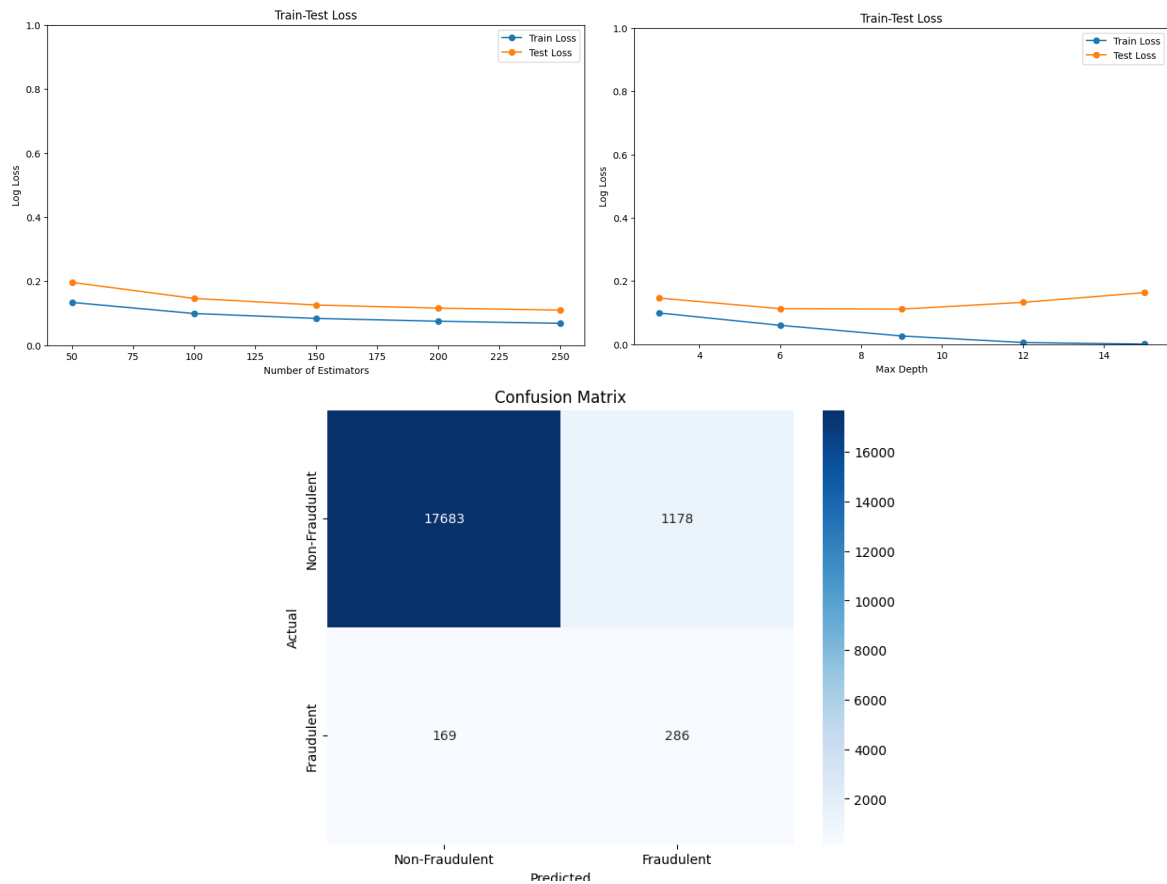 Train-Test Loss
1.0
0.8
0.6
0.4
0.2
0.0
Log Loss
Train Loss
Test Loss
50 75 100 125 150 175 200 225 250
Number of Estimators
Train-Test Loss
1.0
0.8
0.6
0.4
0.2
0.0
Log Loss
Train Loss
Test Loss
4 6 8 10 12 14
Max Depth
Confusion Matrix
Actual
Non-Fraudulent
Fraudulent
17683 1178
169 286
Non-Fraudulent Fraudulent
Predicted
16000
14000
12000
10000
8000
6000
4000
2000